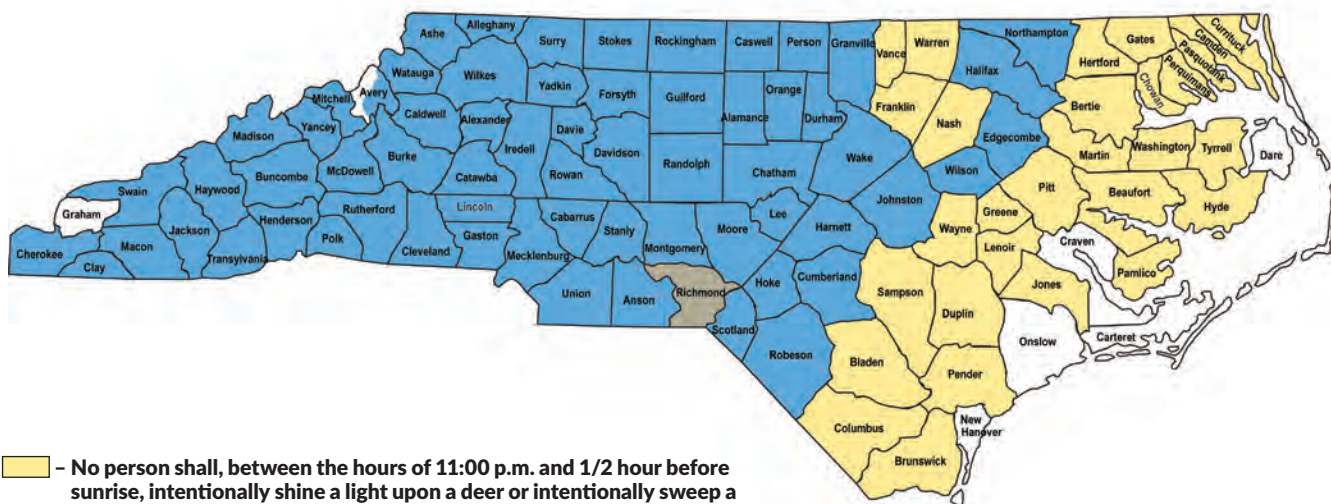 Alleghany
Ashe
Surry
Stokes
Rockingham
Caswell
Person
Granville
Vance
Warren
Northampton
Gates
Currituck
Camden
Pasquotank
Perquimans
Chowan
Hertford
Halifax
Watauga
Wilkes
Yadkin
Forsyth
Guilford
Orange
Alamance
Durham
Franklin
Nash
Bertie
Avery
Mitchell
Caldwell
Alexander
Davie
Iredell
Yancey
Madison
Edgecombe
Martin
Washington
Tyrrell
Dare
Burke
McDowell
Buncombe
Haywood
Swain
Catawba
Rowan
Davidson
Randolph
Chatham
Wake
Wilson
Pitt
Beaufort
Hyde
Graham
Cherokee
Clay
Macon
Jackson
Transylvania
Henderson
Polk
Rutherford
Cleveland
Lincoln
Gaston
Mecklenburg
Cabarrus
Stanly
Montgomery
Moore
Lee
Harnett
Johnston
Wayne
Greene
Lenoir
Craven
Pamlico
Jones
Union
Anson
Richmond
Hoke
Cumberland
Scotland
Robeson
Sampson
Duplin
Onslow
Carteret
Bladen
Pender
Columbus
New
Hanover
Brunswick
– No person shall, between the hours of 11:00 p.m. and 1/2 hour before
sunrise, intentionally shine a light upon a deer or intentionally sweep a